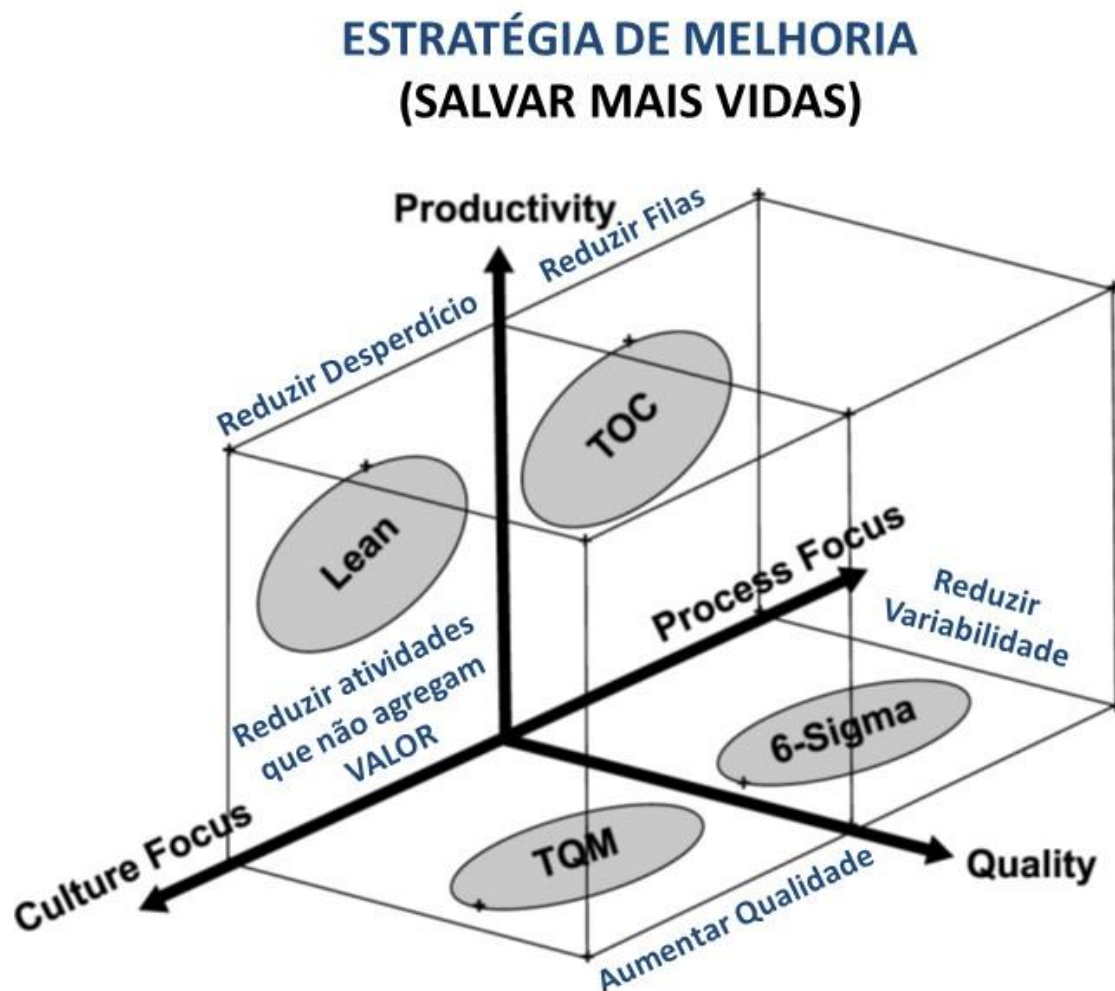 ESTRATÉGIA DE MELHORIA
(SALVAR MAIS VIDAS)
Productivity
Reduzir Filas
Reduzir Desperdício
TOC
Lean
Process Focus
Reduzir
Variabilidade
Reduzir atividades
que não agregam
VALOR
6-Sigma
Culture Focus
TQM
Quality
Aumentar Qualidade